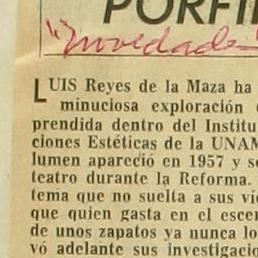 PORFI
"Novedades"
LUIS Reyes de la Maza ha
minuciosa exploración
prendida dentro del Institu
ciones Estéticas de la UNAM
lumen apareció en 1957 y s
teatro durante la Reforma.
tema que no suelta a sus ví
que quien gasta en el escen
de unos zapatos ya nunca lo
vó adelante sus investigacio